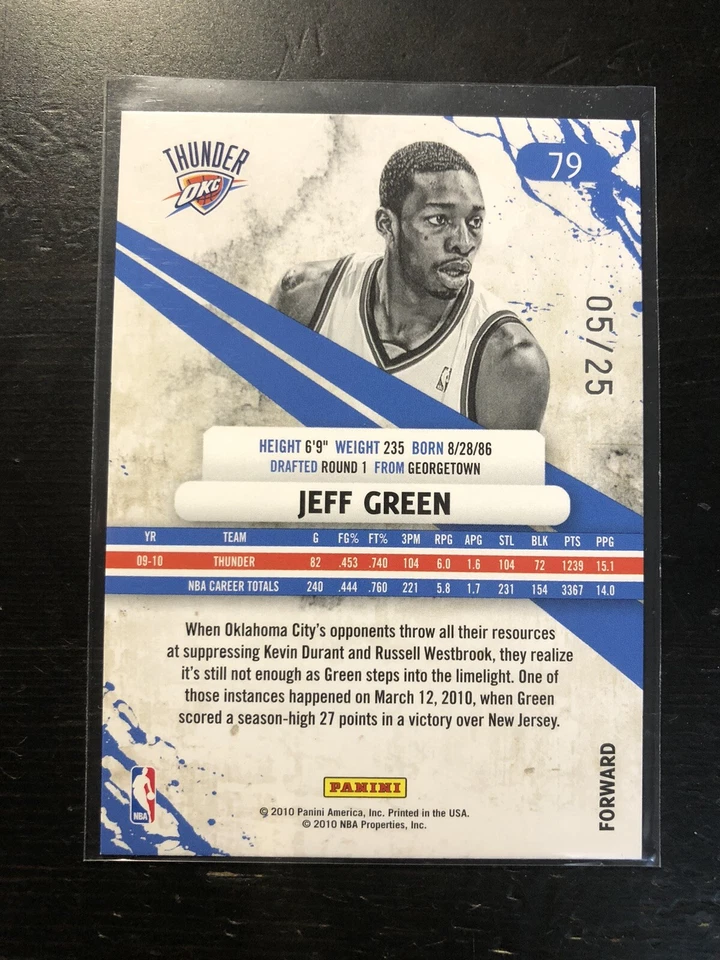 THUNDER
OKC
79
05/25
HEIGHT 6'9" WEIGHT 235 BORN 8/28/86
DRAFTED ROUND 1 FROM GEORGETOWN
JEFF GREEN
YR TEAM G FG% FT% 3PM RPG APG STL BLK PTS PPG
09-10 THUNDER 82 .453 .740 104 6.0 1.6 104 72 1239 15.1
NBA CAREER TOTALS 240 .444 .760 221 5.8 1.7 231 154 3367 14.0
When Oklahoma City's opponents throw all their resources
at suppressing Kevin Durant and Russell Westbrook, they realize
it's still not enough as Green steps into the limelight. One of
those instances happened on March 12, 2010, when Green
scored a season-high 27 points in a victory over New Jersey.
FORWARD
NBA
PANINI
© 2010 Panini America, Inc. Printed in the USA.
© 2010 NBA Properties, Inc.